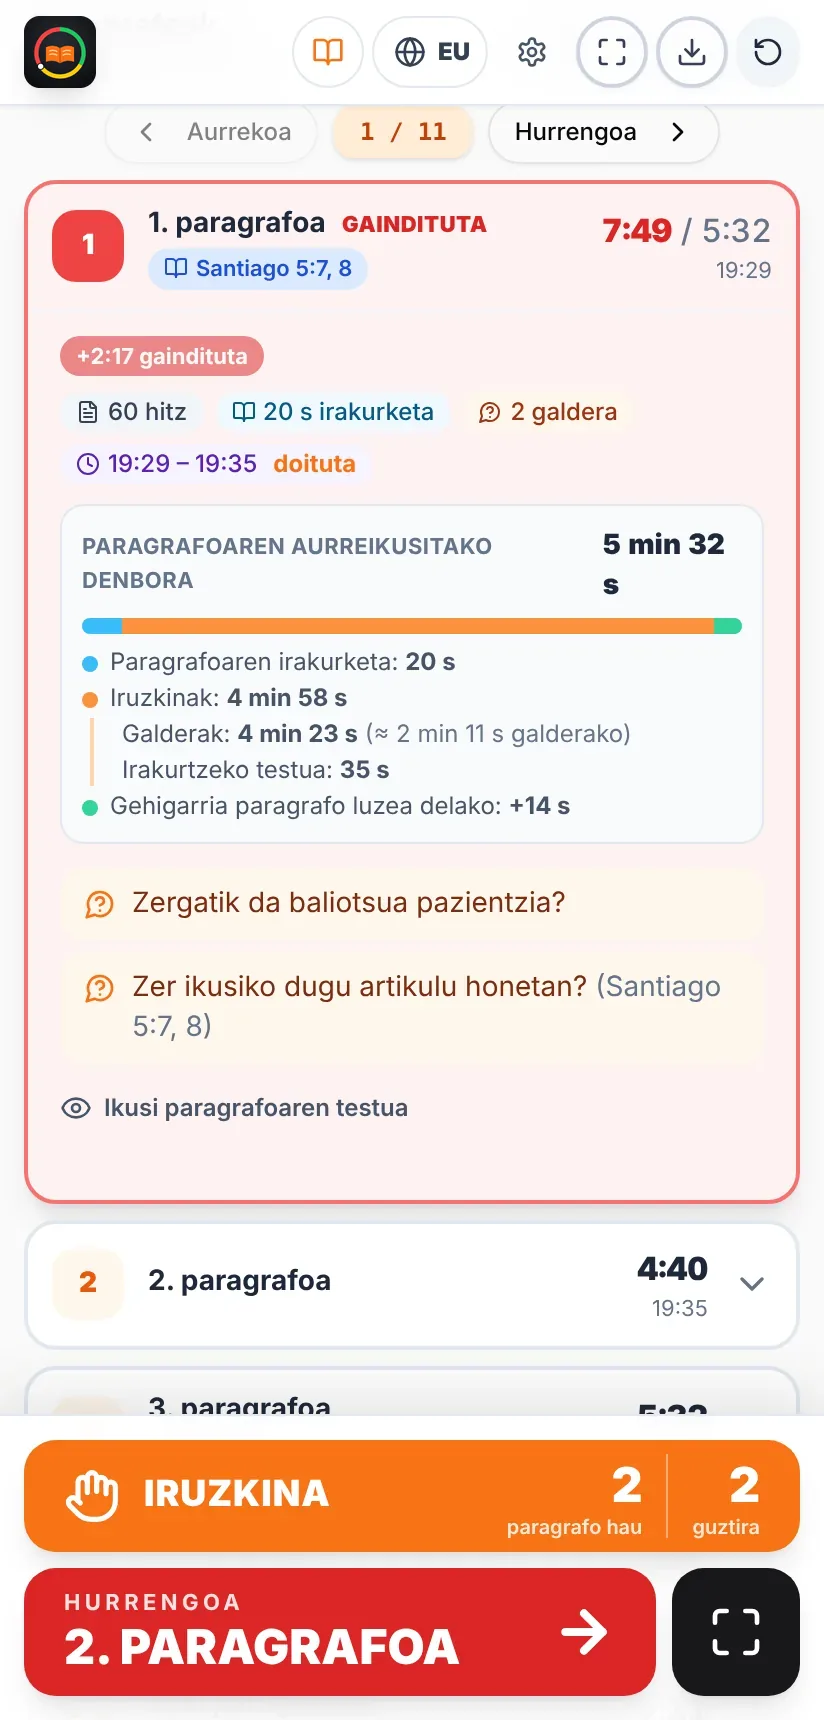 EU
Aurrekoa
1 / 11
Hurrengoa
1
1. paragrafoa GAINDITUTA
7:49 / 5:32
Santiago 5:7, 8
19:29
+2:17 gaindituta
60 hitz
20 s irakurketa
2 galdera
19:29 – 19:35 doituta
PARAGRAFOAREN AURREIKUSITAKO
DENBORA
5 min 32
s
Paragrafoaren irakurketa: 20 s
Iruzkinak: 4 min 58 s
Galderak: 4 min 23 s (≈ 2 min 11 s galderako)
Irakurtzeko testua: 35 s
Gehigarria paragrafo luzea delako: +14 s
Zergatik da baliotsua pazientzia?
Zer ikusiko dugu artikulu honetan? (Santiago
5:7, 8)
Ikusi paragrafoaren testua
2
2. paragrafoa
4:40
19:35
3. paragrafoa
5:32
IRUZKINA
2
paragrafo hau
2
guztira
HURRENGOA
2. PARAGRAFOA